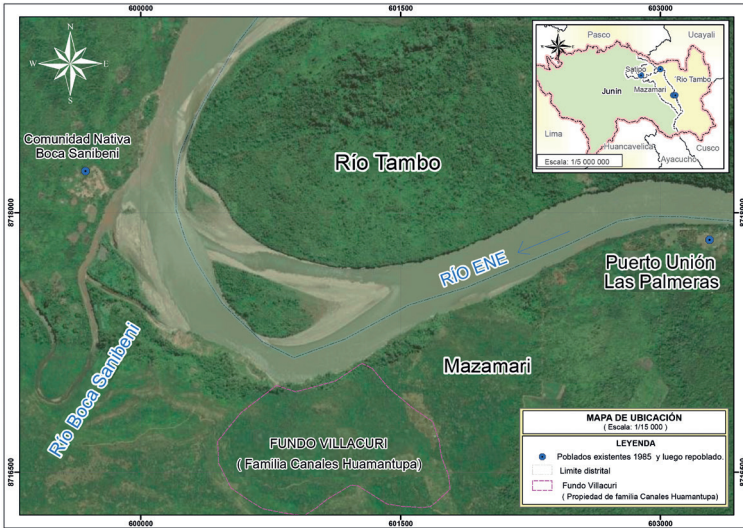 600000
601500
603000
N
W
E
S
Pasco
Ucayali
Satipo
Río Tambo
Junín
Mazamari
Lima
Huancavelica
Cusco
Ayacucho
Escala: 1/5 000 000
Comunidad Nativa
Boca Sanibeni
Río Tambo
8718000
8718000
RÍO ENE
Puerto Unión
Las Palmeras
Río Boca Sanibeni
Mazamari
FUNDO VILLACURI
( Familia Canales Huamantupa)
MAPA DE UBICACIÓN
( Escala: 1/15 000 )
LEYENDA
Poblados existentes 1985 y luego repoblado.
Limite distrital
Fundo Villacuri
( Propiedad de familia Canales Huamantupa)
8716500
8716500
600000
601500
603000